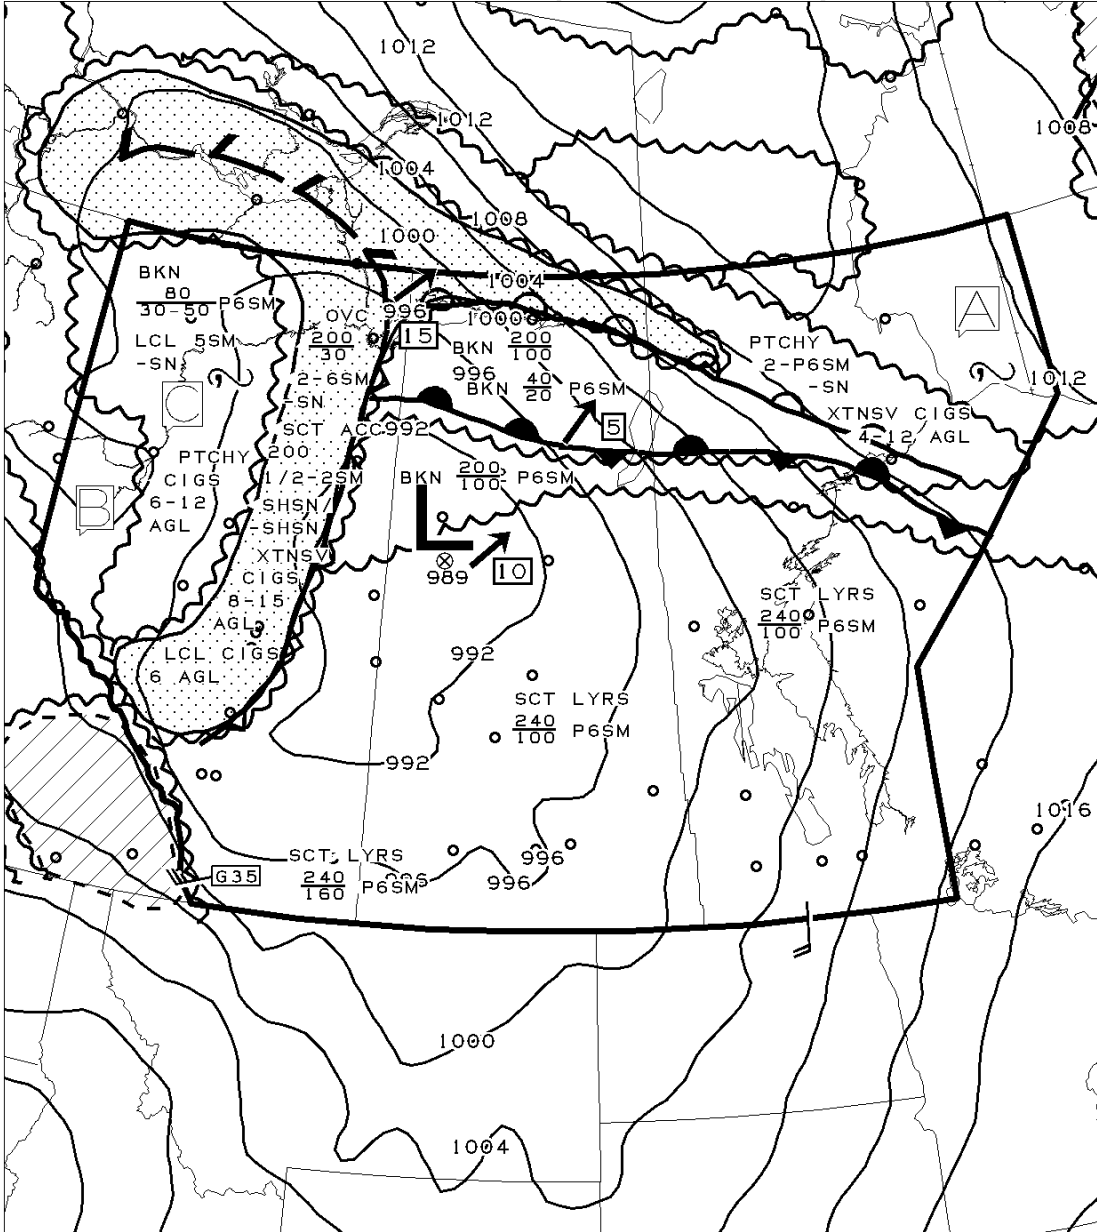 1012
1012
1008
1004
1008
1000
1004
BKN
80
30-50 P6SM
LCL 5SM
-SN
C
B
PTCHY
CIGS
6-12
AGL
OVC
200
30
2-6SM
-SN
SCT ACC
200
1/2-2SM
SHSN/
-SHSN
XTNSV
CIGS
8-15
AGL
LCL CIGS
6 AGL
996
15
1000
BKN 200
100
996
BKN 40
20 P6SM
5
992
BKN 200
100 P6SM
L
989
10
A
PTCHY
2-P6SM
-SN
1012
XTNSV CIGS
4-12 AGL
SCT LYRS
240
100 P6SM
992
SCT LYRS
240
100 P6SM
992
1016
SCT LYRS
240
160 P6SM
G35
996
996
996
1000
1004